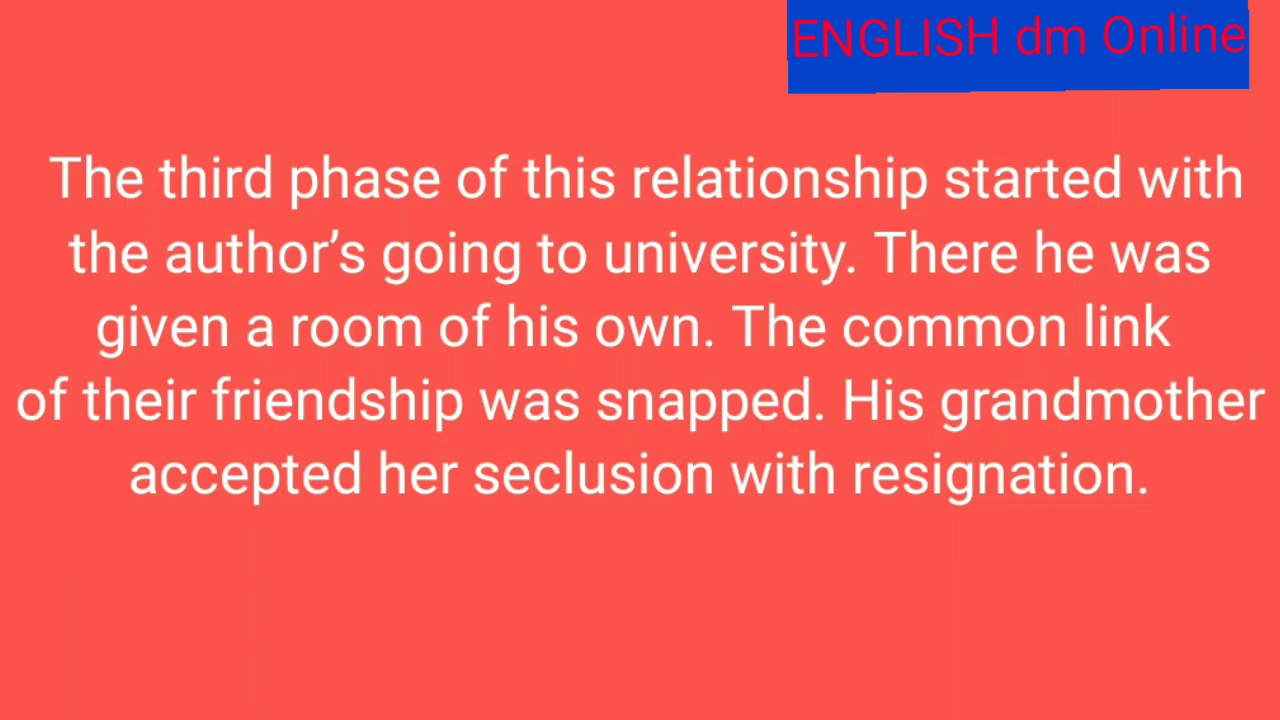 ENGLISH dm Online
The third phase of this relationship started with
the author’s going to university. There he was
given a room of his own. The common link
of their friendship was snapped. His grandmother
accepted her seclusion with resignation.